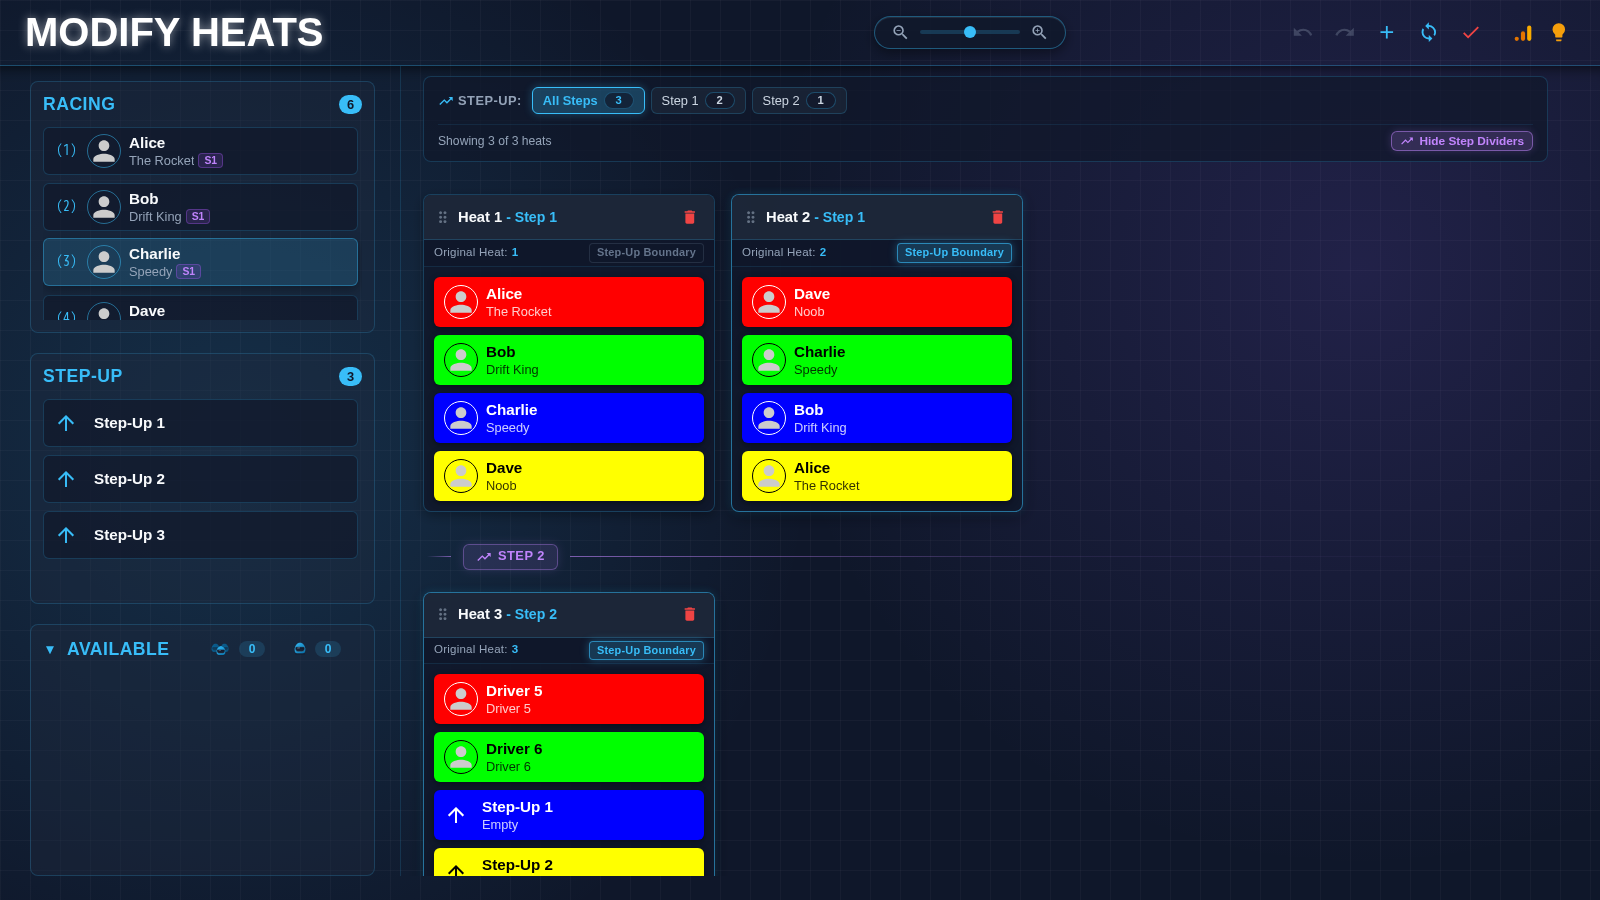 MODIFY HEATS
RACING
6
(1)
Alice
The Rocket S1
(2)
Bob
Drift King S1
(3)
Charlie
Speedy S1
(4)
Dave
STEP-UP
3
Step-Up 1
Step-Up 2
Step-Up 3
▼ AVAILABLE
0
0
STEP-UP:
All Steps 3
Step 1 2
Step 2 1
Showing 3 of 3 heats
Hide Step Dividers
Heat 1 - Step 1
Original Heat: 1
Step-Up Boundary
Alice
The Rocket
Bob
Drift King
Charlie
Speedy
Dave
Noob
Heat 2 - Step 1
Original Heat: 2
Step-Up Boundary
Dave
Noob
Charlie
Speedy
Bob
Drift King
Alice
The Rocket
STEP 2
Heat 3 - Step 2
Original Heat: 3
Step-Up Boundary
Driver 5
Driver 5
Driver 6
Driver 6
Step-Up 1
Empty
Step-Up 2